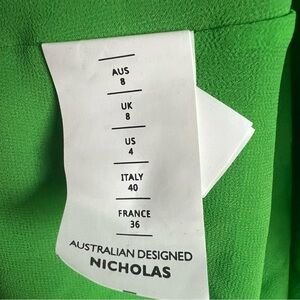 AUS
8
UK
8
US
4
ITALY
40
FRANCE
36
AUSTRALIAN DESIGNED
NICHOLAS